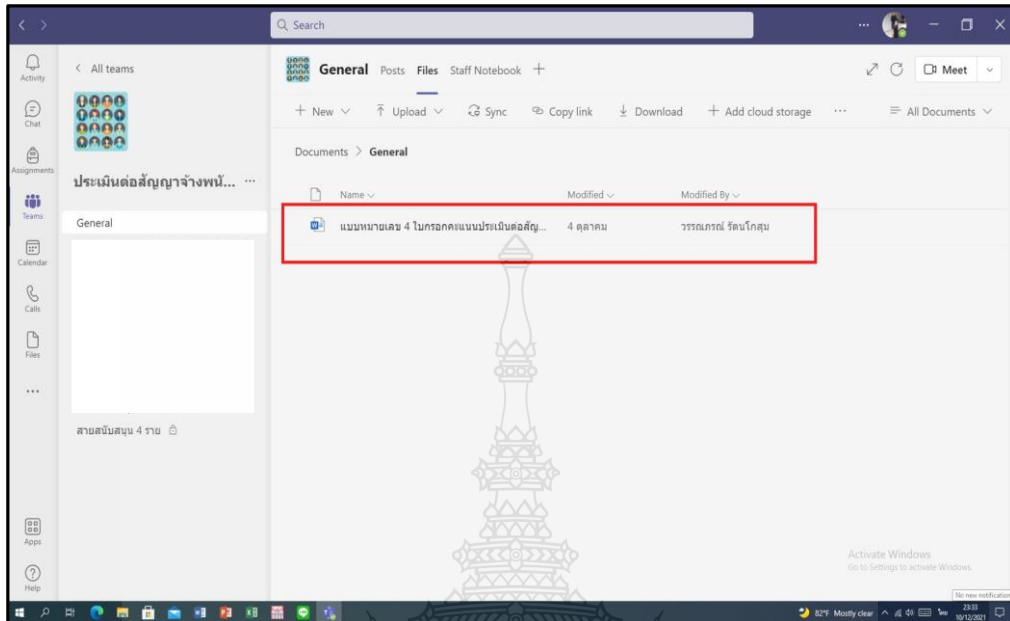 Search
Activity
Chat
Assignments
Teams
Calendar
Calls
Files
Apps
Help
All teams
ประเมินต่อสัญญาจ้างพนั... ...
General
สายสนับสนุน 4 ราย
General Posts Files Staff Notebook
Meet
New Upload Sync Copy link Download Add cloud storage ... All Documents
Documents > General
Name Modified Modified By
แบบหมายเลข 4 ใบกรอกคะแนนประเมินต่อสัญ... 4 ตุลาคม วรรณภรณ์ รัตนโกสุม
Activate Windows
Go to Settings to activate Windows.
No new notifications
82°F Mostly clear ไทย 23:33
10/12/2021